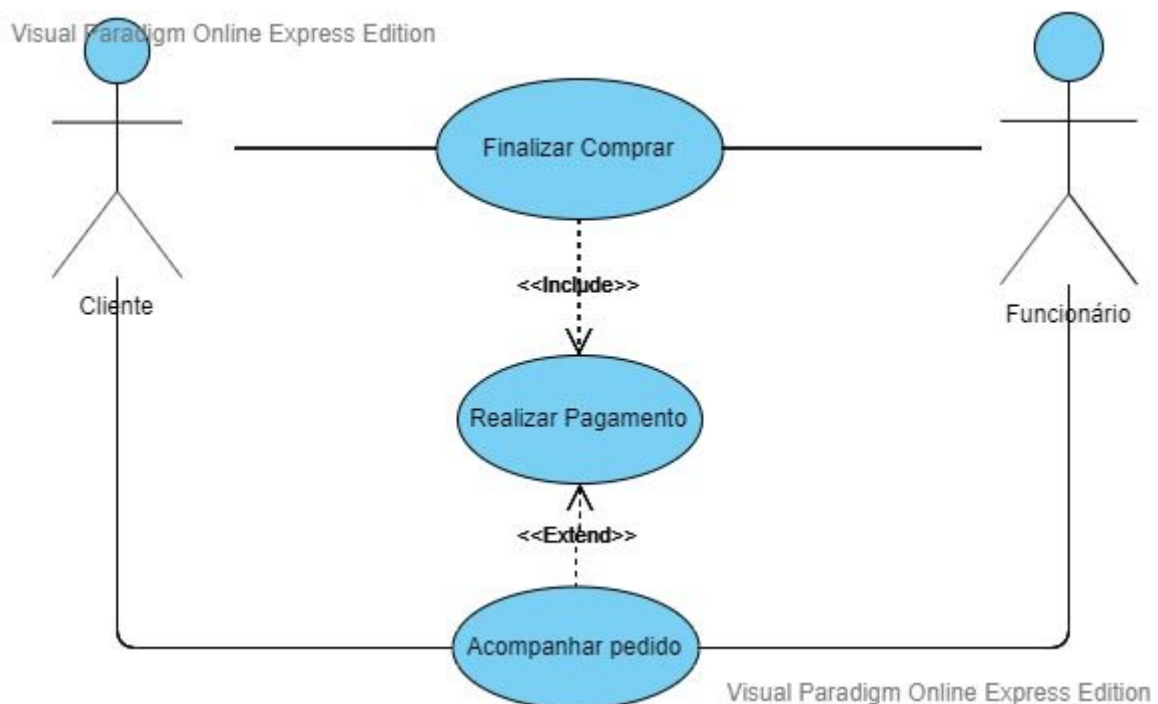 Visual Paradigm Online Express Edition
Finalizar Comprar
<<Include>>
Cliente
Funcionário
Realizar Pagamento
<<Extend>>
Acompanhar pedido
Visual Paradigm Online Express Edition